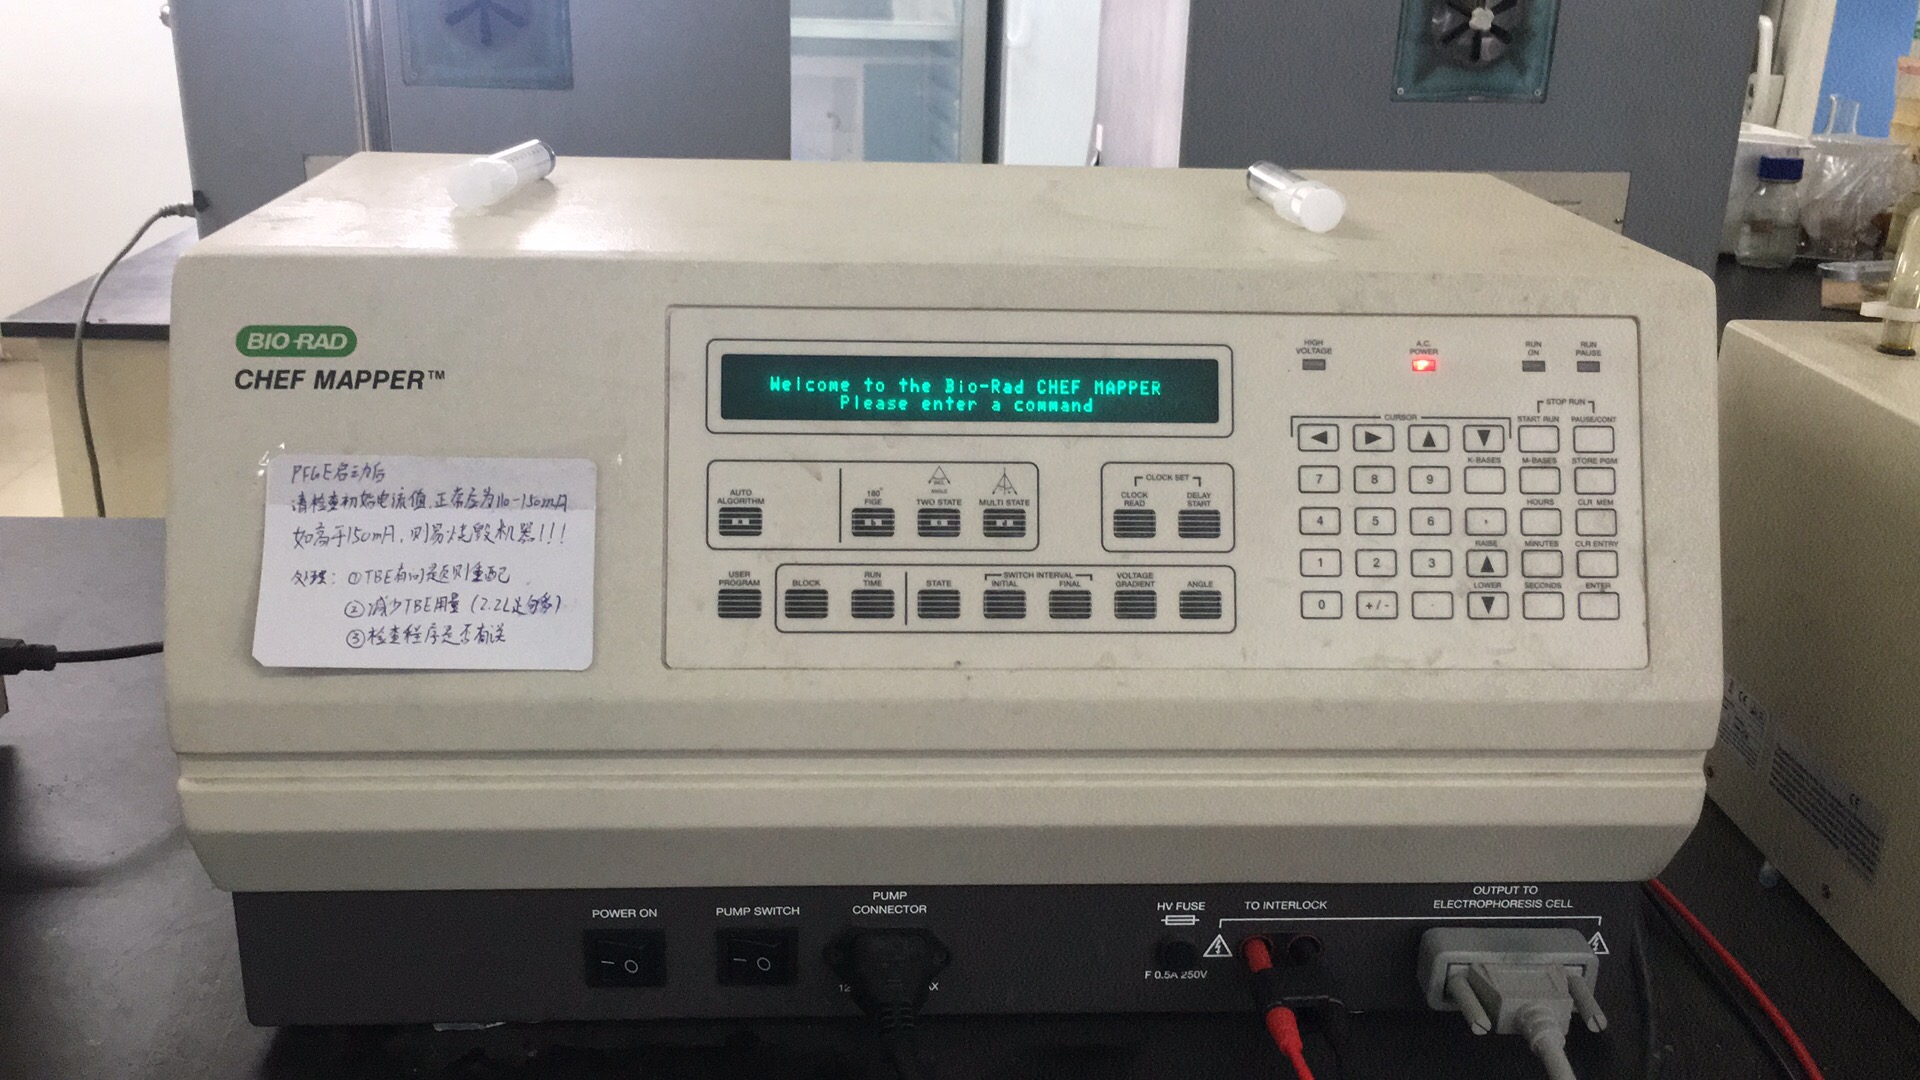 BIO-RAD
CHEF MAPPER™
Welcome to the Bio-Rad CHEF MAPPER
Please enter a command
PFGE启动后
请检查初始电流值,正常应为110-150mA
如高于150mA,则易烧毁机器!!!
处理:①TBE有问题则重配
②减少TBE用量(2.2L足够多)
③检查程序是否有误
HIGH VOLTAGE
A.C. POWER
RUN ON
RUN PAUSE
STOP RUN
CURSOR
START RUN
PAUSE/CONT
K-BASES
M-BASES
STORE PGM
7 8 9
HOURS
CLR MEM
4 5 6
RAISE
MINUTES
CLR ENTRY
1 2 3
LOWER
SECONDS
ENTER
0 +/- .
AUTO ALGORITHM
a
180° FIGE
b
ANGLE
TWO STATE
c
MULTI STATE
d
CLOCK SET
CLOCK READ
DELAY START
USER PROGRAM
BLOCK
RUN TIME
STATE
SWITCH INTERVAL
INITIAL
FINAL
VOLTAGE GRADIENT
ANGLE
POWER ON
PUMP SWITCH
PUMP CONNECTOR
HV FUSE
F 0.5A 250V
TO INTERLOCK
OUTPUT TO
ELECTROPHORESIS CELL